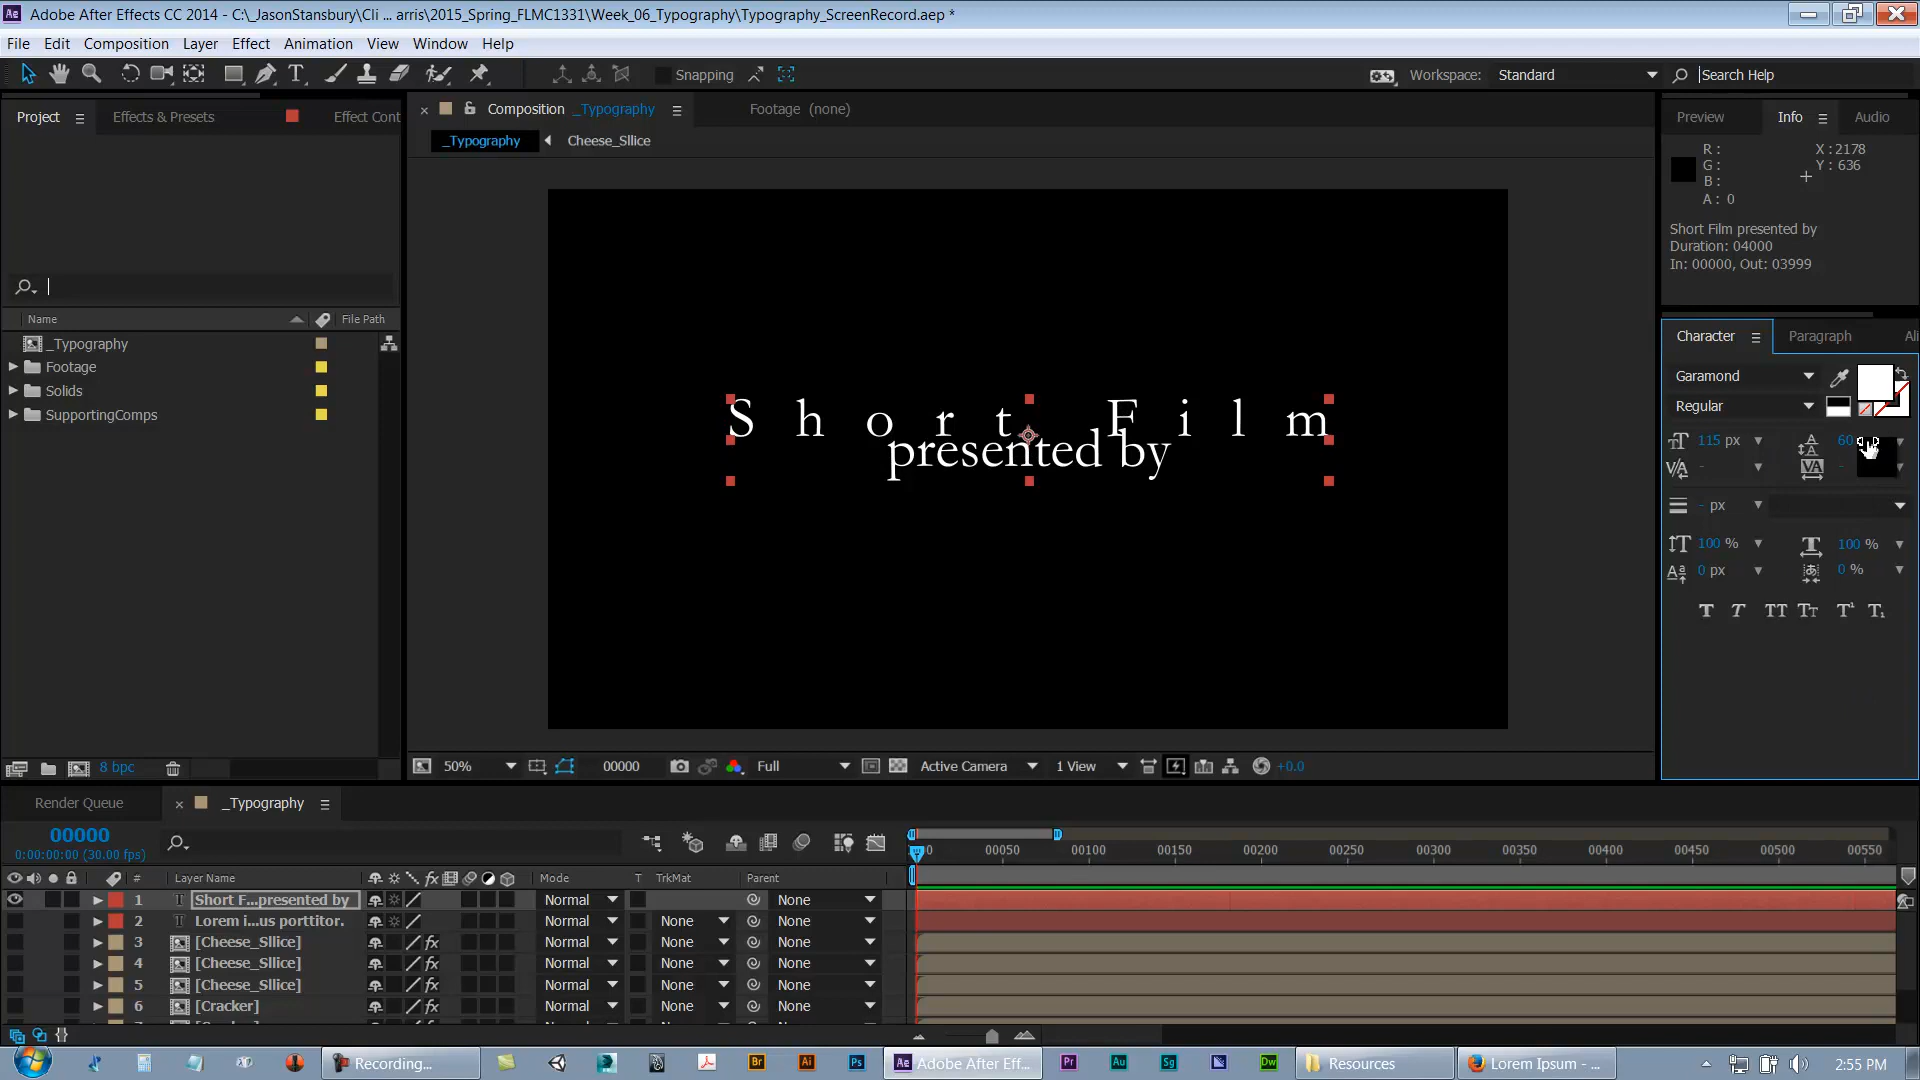 Adobe After Effects CC 2014 - C:\_JasonStansbury\Cli ... arris\2015_Spring_FLMC1331\Week_06_Typography\Typography_ScreenRecord.aep *
File Edit Composition Layer Effect Animation View Window Help
Snapping
Workspace: Standard
Search Help
Project
Effects & Presets
Effect Cont
Composition _Typography
Footage (none)
Preview
Info
Audio
_Typography
Cheese_Sllice
R :
G :
B :
A : 0
X : 2178
Y : 636
Short Film presented by
Duration: 04000
In: 00000, Out: 03999
Name
File Path
_Typography
Footage
Solids
SupportingComps
Short Film
presented by
Character
Paragraph
Ali
Garamond
Regular
115 px
60
- px
100 %
100 %
0 px
0 %
8 bpc
50%
00000
Full
Active Camera
1 View
+0.0
Render Queue
_Typography
00000
0:00:00:00 (30.00 fps)
00050 00100 00150 00200 00250 00300 00350 00400 00450 00500 00550
# Layer Name Mode T TrkMat Parent
1 Short F...presented by Normal None
2 Lorem i...us porttitor. Normal None None
3 [Cheese_Sllice] Normal None None
4 [Cheese_Sllice] Normal None None
5 [Cheese_Sllice] Normal None None
6 [Cracker] Normal None None
Recording...
Adobe After Eff...
Resources
Lorem Ipsum - ...
2:55 PM